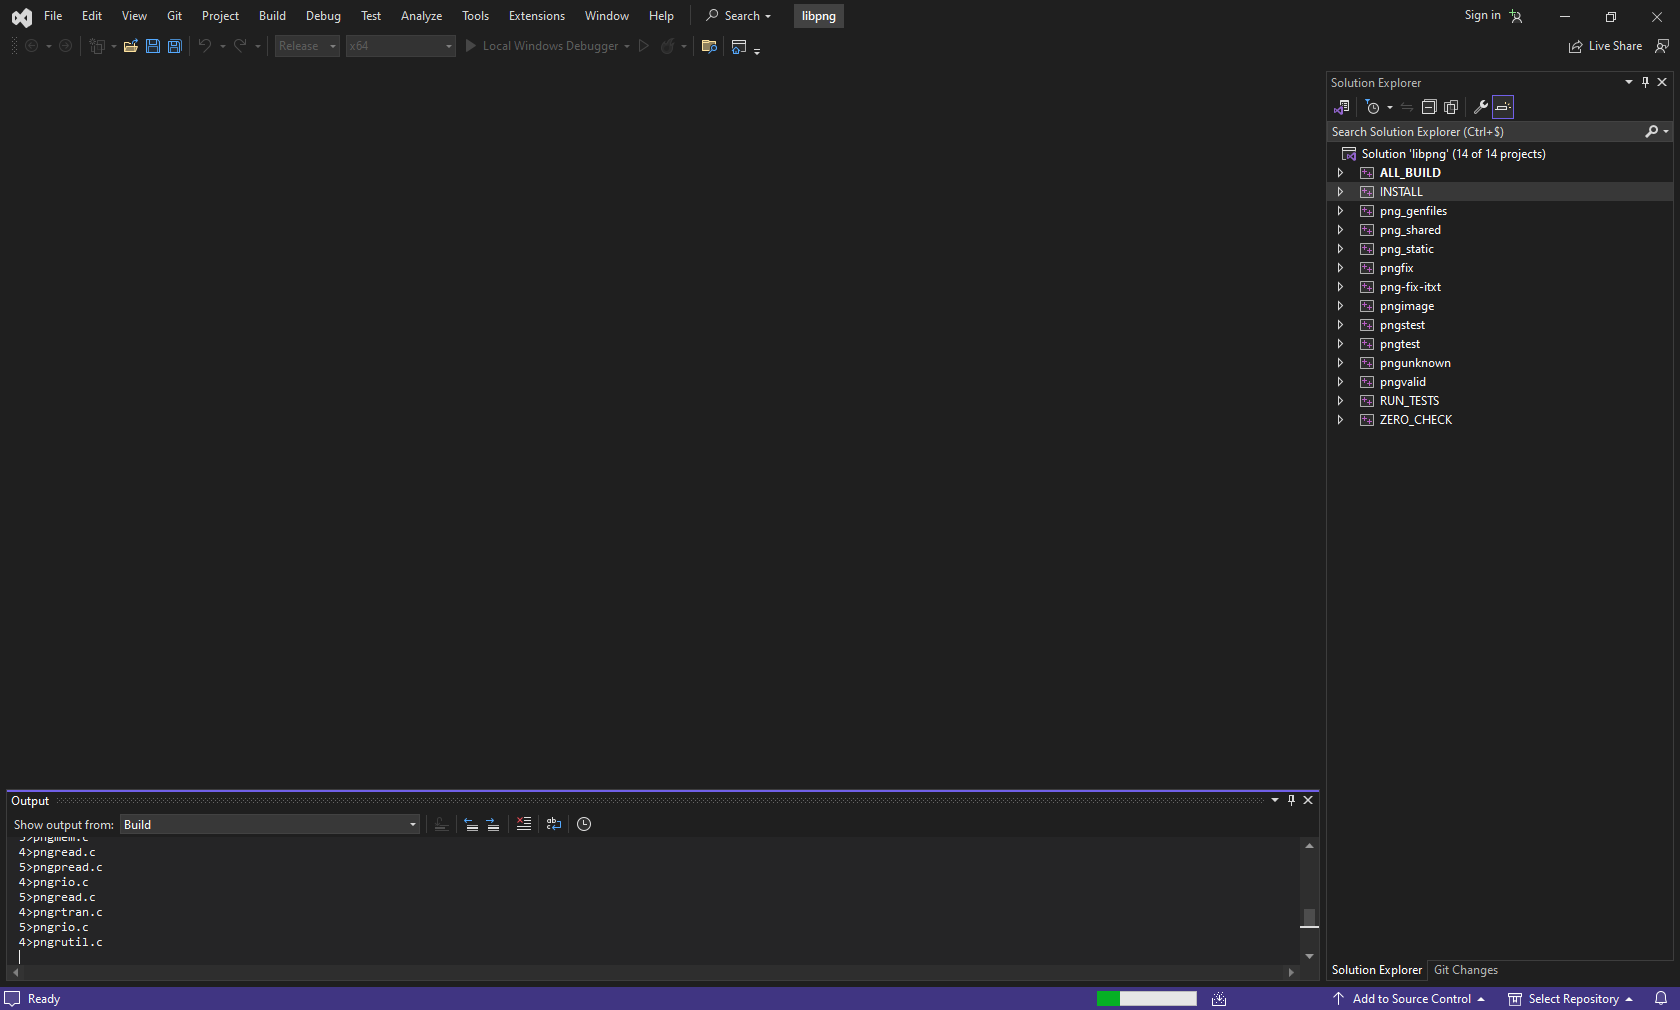 File Edit View Git Project Build Debug Test Analyze Tools Extensions Window Help Search libpng Sign in
Release x64 Local Windows Debugger Live Share
Solution Explorer
Search Solution Explorer (Ctrl+$)
Solution 'libpng' (14 of 14 projects)
ALL_BUILD
INSTALL
png_genfiles
png_shared
png_static
pngfix
png-fix-itxt
pngimage
pngstest
pngtest
pngunknown
pngvalid
RUN_TESTS
ZERO_CHECK
Output
Show output from: Build
5>pngmem.c
4>pngread.c
5>pngpread.c
4>pngrio.c
5>pngread.c
4>pngrtran.c
5>pngrio.c
4>pngrutil.c
Solution Explorer Git Changes
Ready Add to Source Control Select Repository